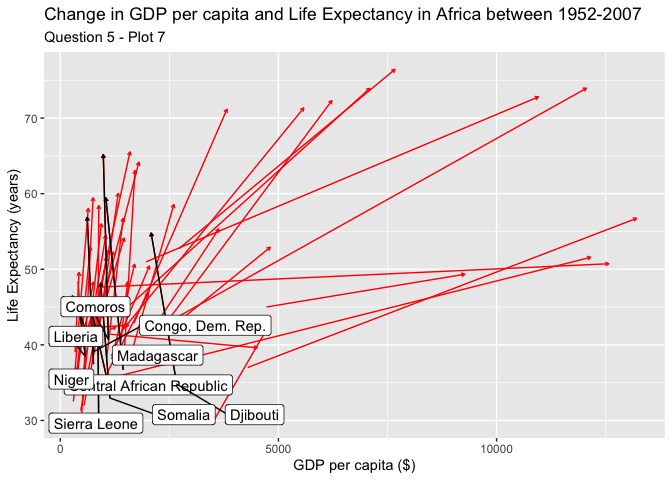 Change in GDP per capita and Life Expectancy in Africa between 1952-2007
Question 5 - Plot 7
Life Expectancy (years)
70
60
50
40
30
Comoros
Congo, Dem. Rep.
Liberia
Madagascar
Niger
Central African Republic
Somalia
Djibouti
Sierra Leone
0
5000
10000
GDP per capita ($)